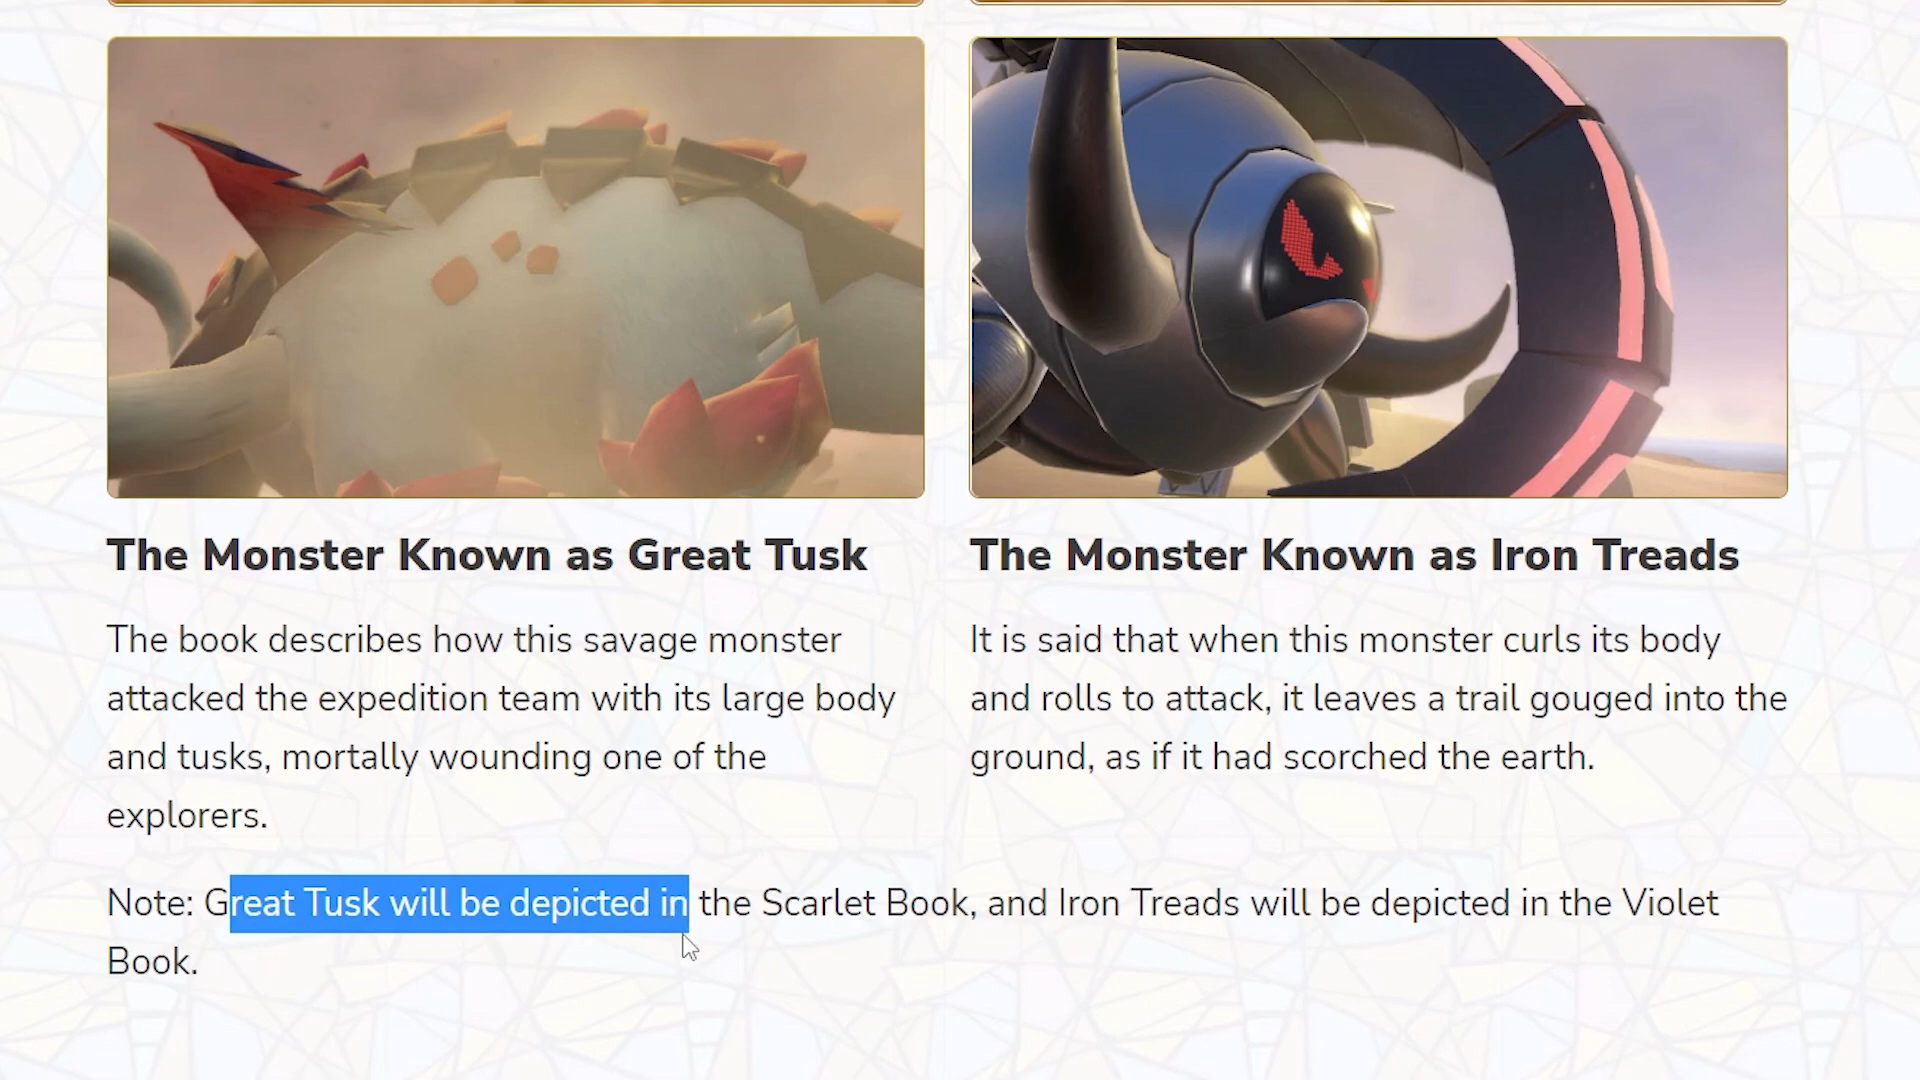 The Monster Known as Great Tusk
The book describes how this savage monster
attacked the expedition team with its large body
and tusks, mortally wounding one of the
explorers.
The Monster Known as Iron Treads
It is said that when this monster curls its body
and rolls to attack, it leaves a trail gouged into the
ground, as if it had scorched the earth.
Note: Great Tusk will be depicted in the Scarlet Book, and Iron Treads will be depicted in the Violet
Book.